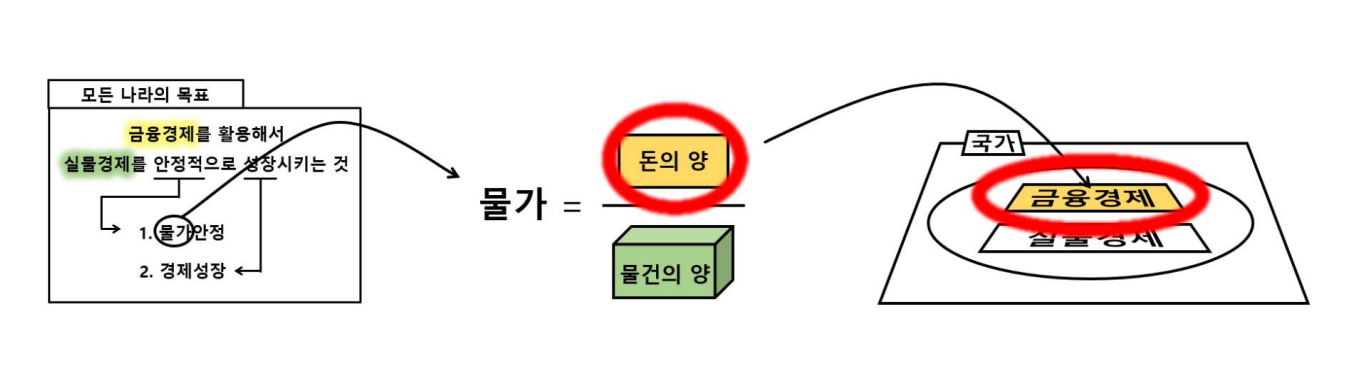 모든 나라의 목표
금융경제를 활용해서
실물경제를 안정적으로 성장시키는 것
1. 물가안정
2. 경제성장
물가 =
돈의 양
물건의 양
국가
금융경제
실물경제